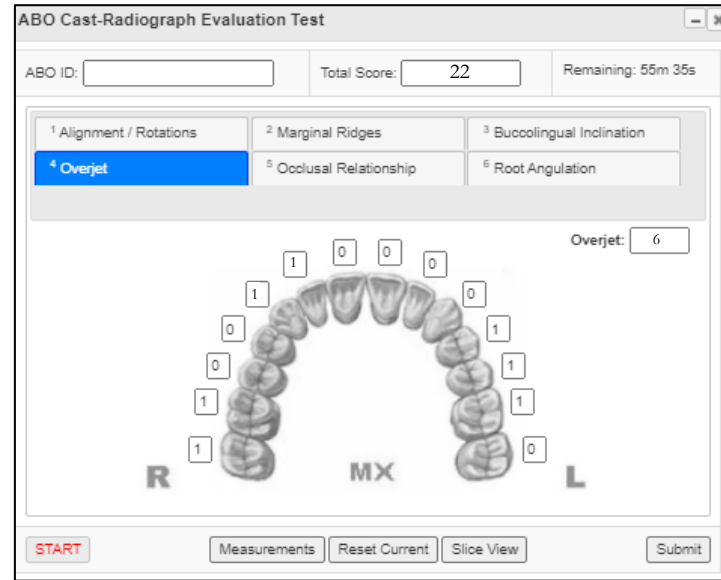 ABO Cast-Radiograph Evaluation Test
ABO ID:
Total Score: 22
Remaining: 55m 35s
1 Alignment / Rotations
2 Marginal Ridges
3 Buccolingual Inclination
4 Overjet
5 Occlusal Relationship
6 Root Angulation
Overjet: 6
1 0 0 0
1 0
0 1
0 1
1 1
1 0
R MX L
START
Measurements
Reset Current
Slice View
Submit